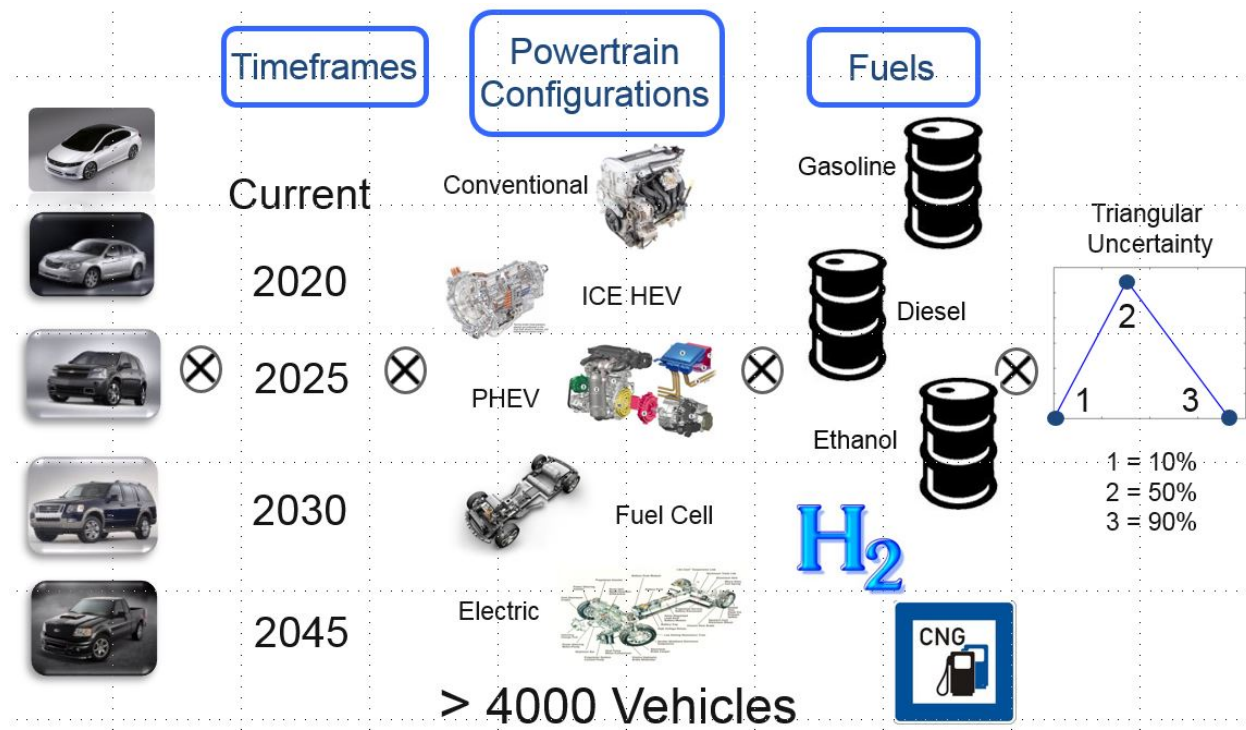 Timeframes
Powertrain
Configurations
Fuels
Current
2020
2025
2030
2045
Conventional
ICE HEV
PHEV
Fuel Cell
Electric
Gasoline
Diesel
Ethanol
H2
CNG
Triangular
Uncertainty
2
1
3
1 = 10%
2 = 50%
3 = 90%
> 4000 Vehicles